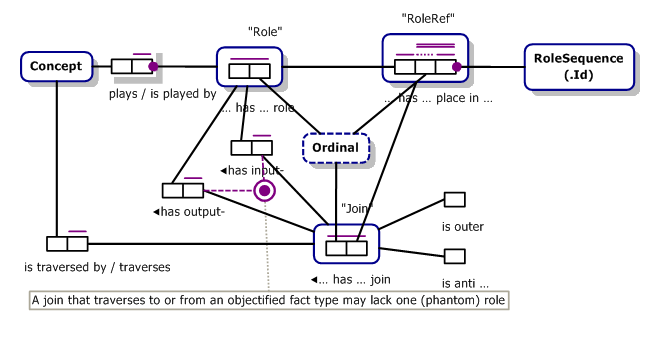 "RoleRef"
"Role"
Concept
RoleSequence
(.Id)
plays / is played by
... has ... place in ...
... has ... role
Ordinal
◄has input-
◄has output-
"Join"
is outer
is traversed by / traverses
◄... has ... join
is anti ...
A join that traverses to or from an objectified fact type may lack one (phantom) role